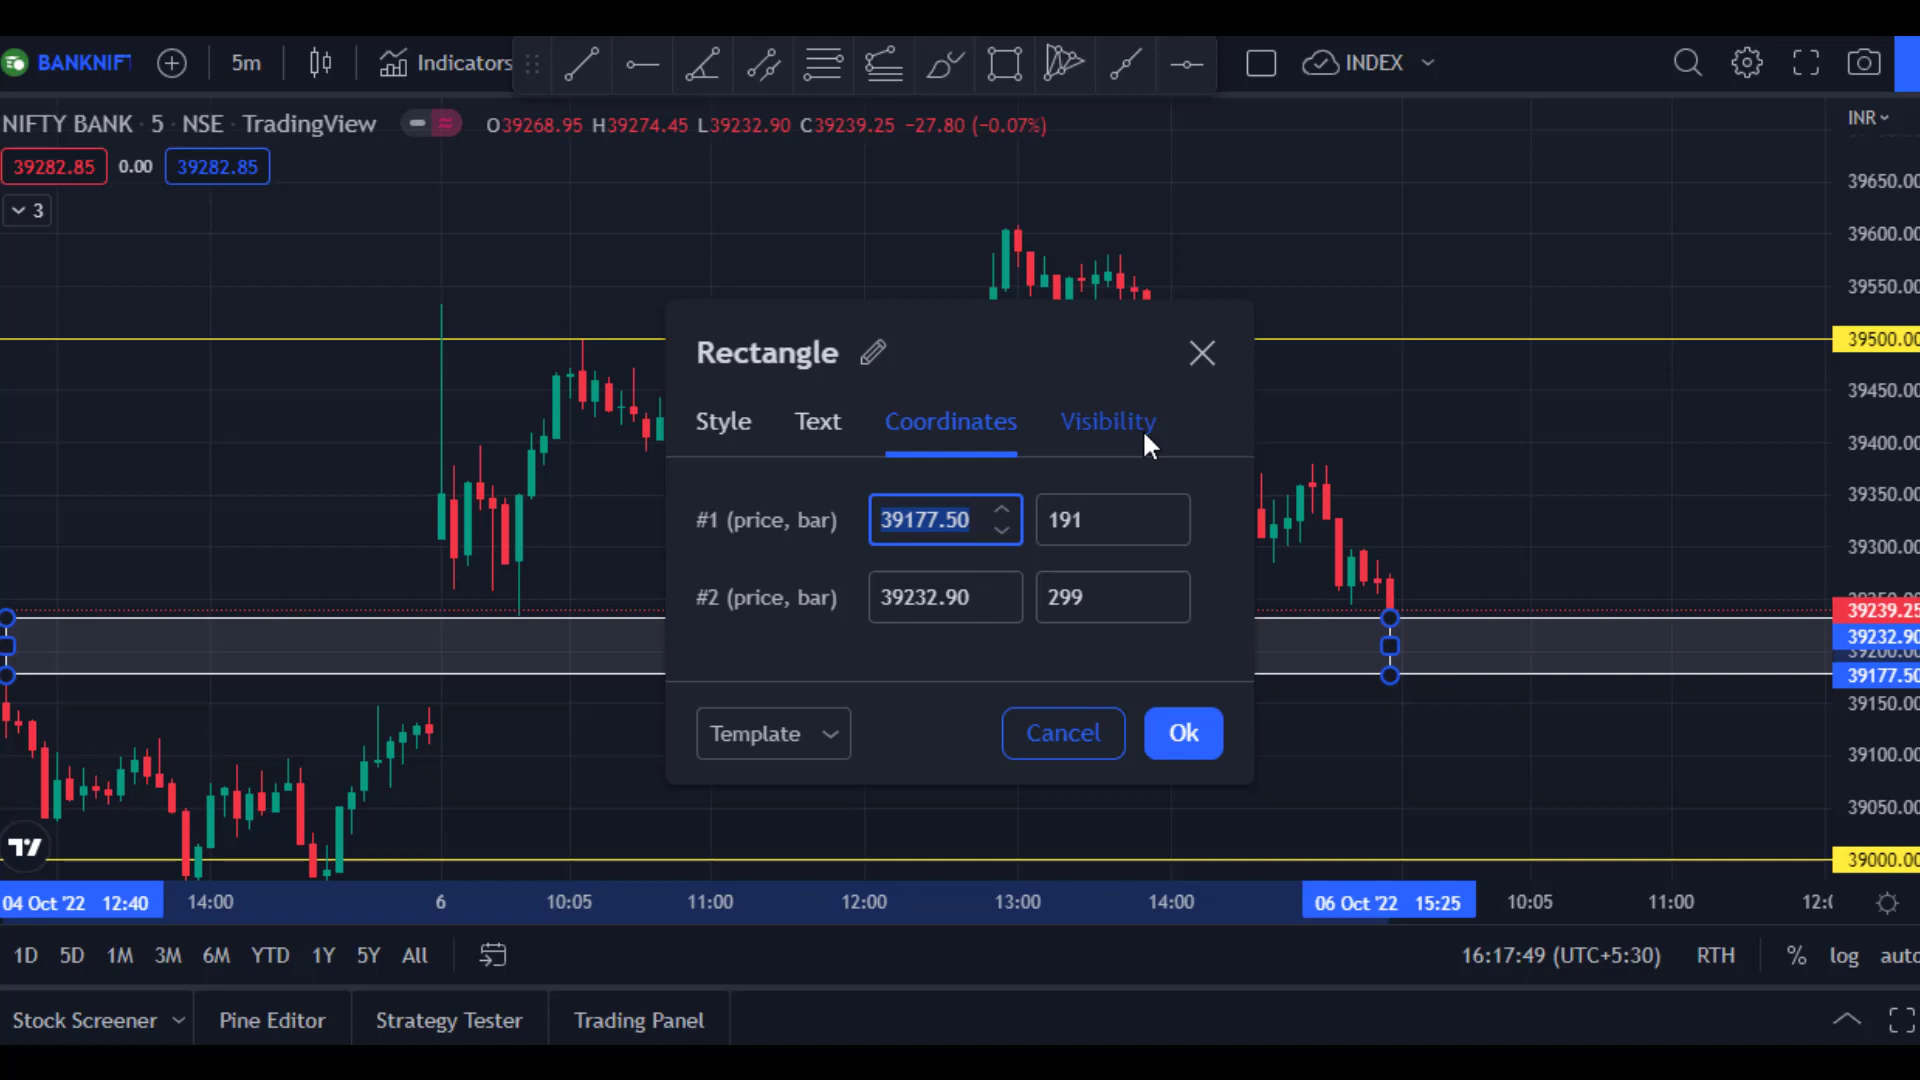 BANKNIFT 5m Indicators INDEX
NIFTY BANK · 5 · NSE · TradingView O39268.95 H39274.45 L39232.90 C39239.25 −27.80 (−0.07%) INR
39282.85 0.00 39282.85
3
39650.00
39600.00
39550.00
39500.00
39450.00
39400.00
39350.00
39300.00
39239.25
39232.90
39200.00
39177.50
39150.00
39100.00
39050.00
39000.00
Rectangle
Style Text Coordinates Visibility
#1 (price, bar) 39177.50 191
#2 (price, bar) 39232.90 299
Template Cancel Ok
04 Oct '22 12:40 14:00 6 10:05 11:00 12:00 13:00 14:00 06 Oct '22 15:25 10:05 11:00
1D 5D 1M 3M 6M YTD 1Y 5Y All 16:17:49 (UTC+5:30) RTH % log auto
Stock Screener Pine Editor Strategy Tester Trading Panel